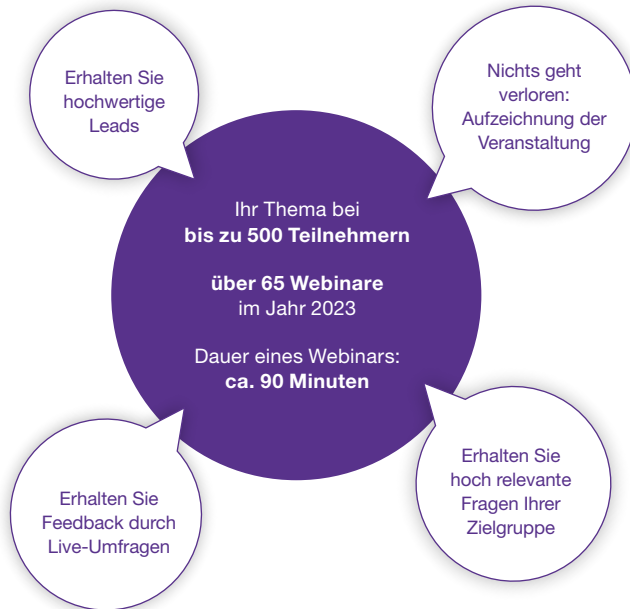 Erhalten Sie
hochwertige
Leads
Nichts geht
verloren:
Aufzeichnung der
Veranstaltung
Ihr Thema bei
bis zu 500 Teilnehmern
über 65 Webinare
im Jahr 2023
Dauer eines Webinars:
ca. 90 Minuten
Erhalten Sie
Feedback durch
Live-Umfragen
Erhalten Sie
hoch relevante
Fragen Ihrer
Zielgruppe